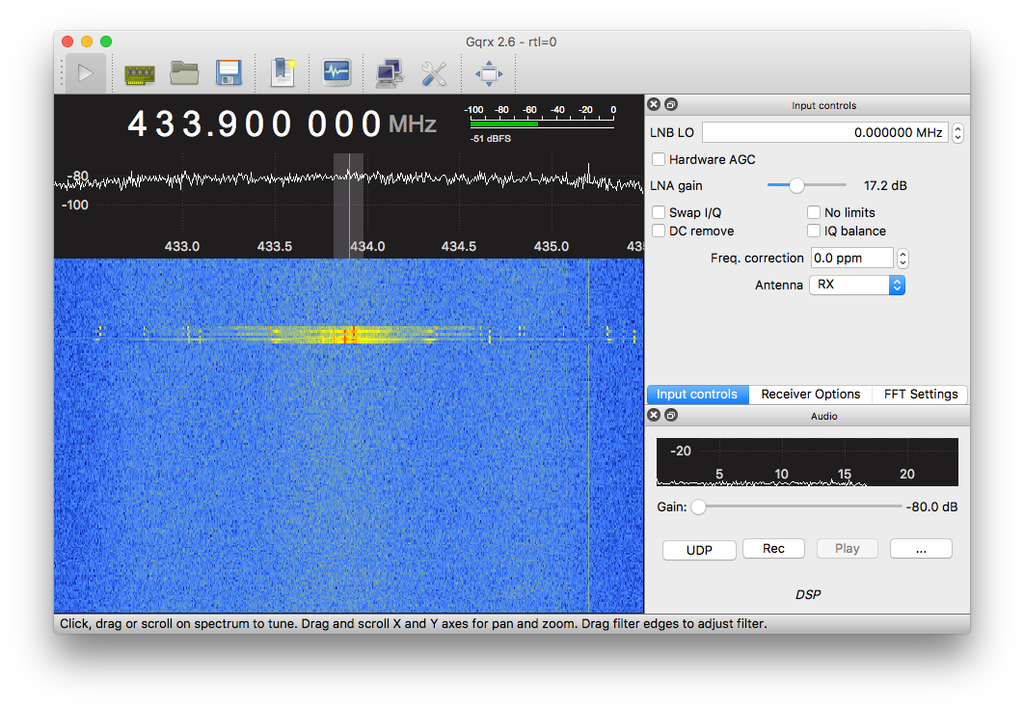 Gqrx 2.6 - rtl=0
433.900 000 MHz
-100 -80 -60 -40 -20 0
-51 dBFS
-80
-100
433.0 433.5 434.0 434.5 435.0 43
Input controls
LNB LO 0.000000 MHz
Hardware AGC
LNA gain 17.2 dB
Swap I/Q No limits
DC remove IQ balance
Freq. correction 0.0 ppm
Antenna RX
Input controls Receiver Options FFT Settings
Audio
-20
5 10 15 20
Gain: -80.0 dB
UDP Rec Play ...
DSP
Click, drag or scroll on spectrum to tune. Drag and scroll X and Y axes for pan and zoom. Drag filter edges to adjust filter.